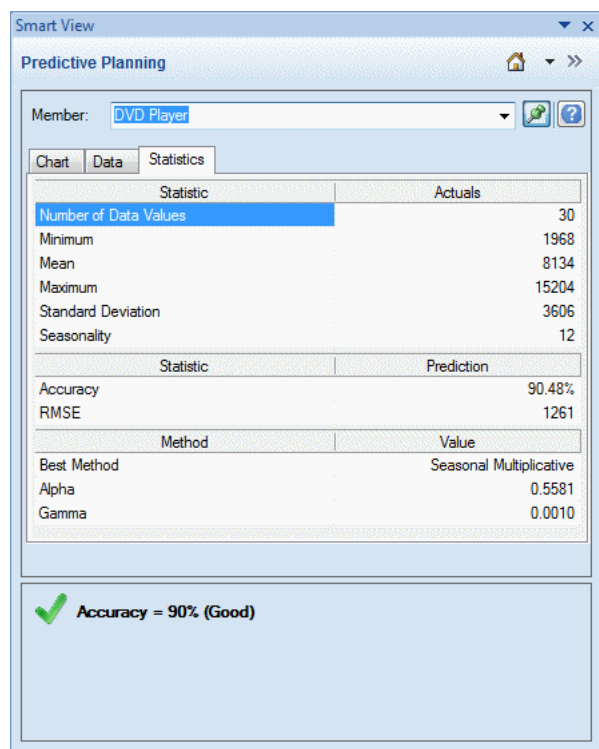 Smart View
Predictive Planning
Member: DVD Player
Chart Data Statistics
Statistic Actuals
Number of Data Values 30
Minimum 1968
Mean 8134
Maximum 15204
Standard Deviation 3606
Seasonality 12
Statistic Prediction
Accuracy 90.48%
RMSE 1261
Method Value
Best Method Seasonal Multiplicative
Alpha 0.5581
Gamma 0.0010
Accuracy = 90% (Good)